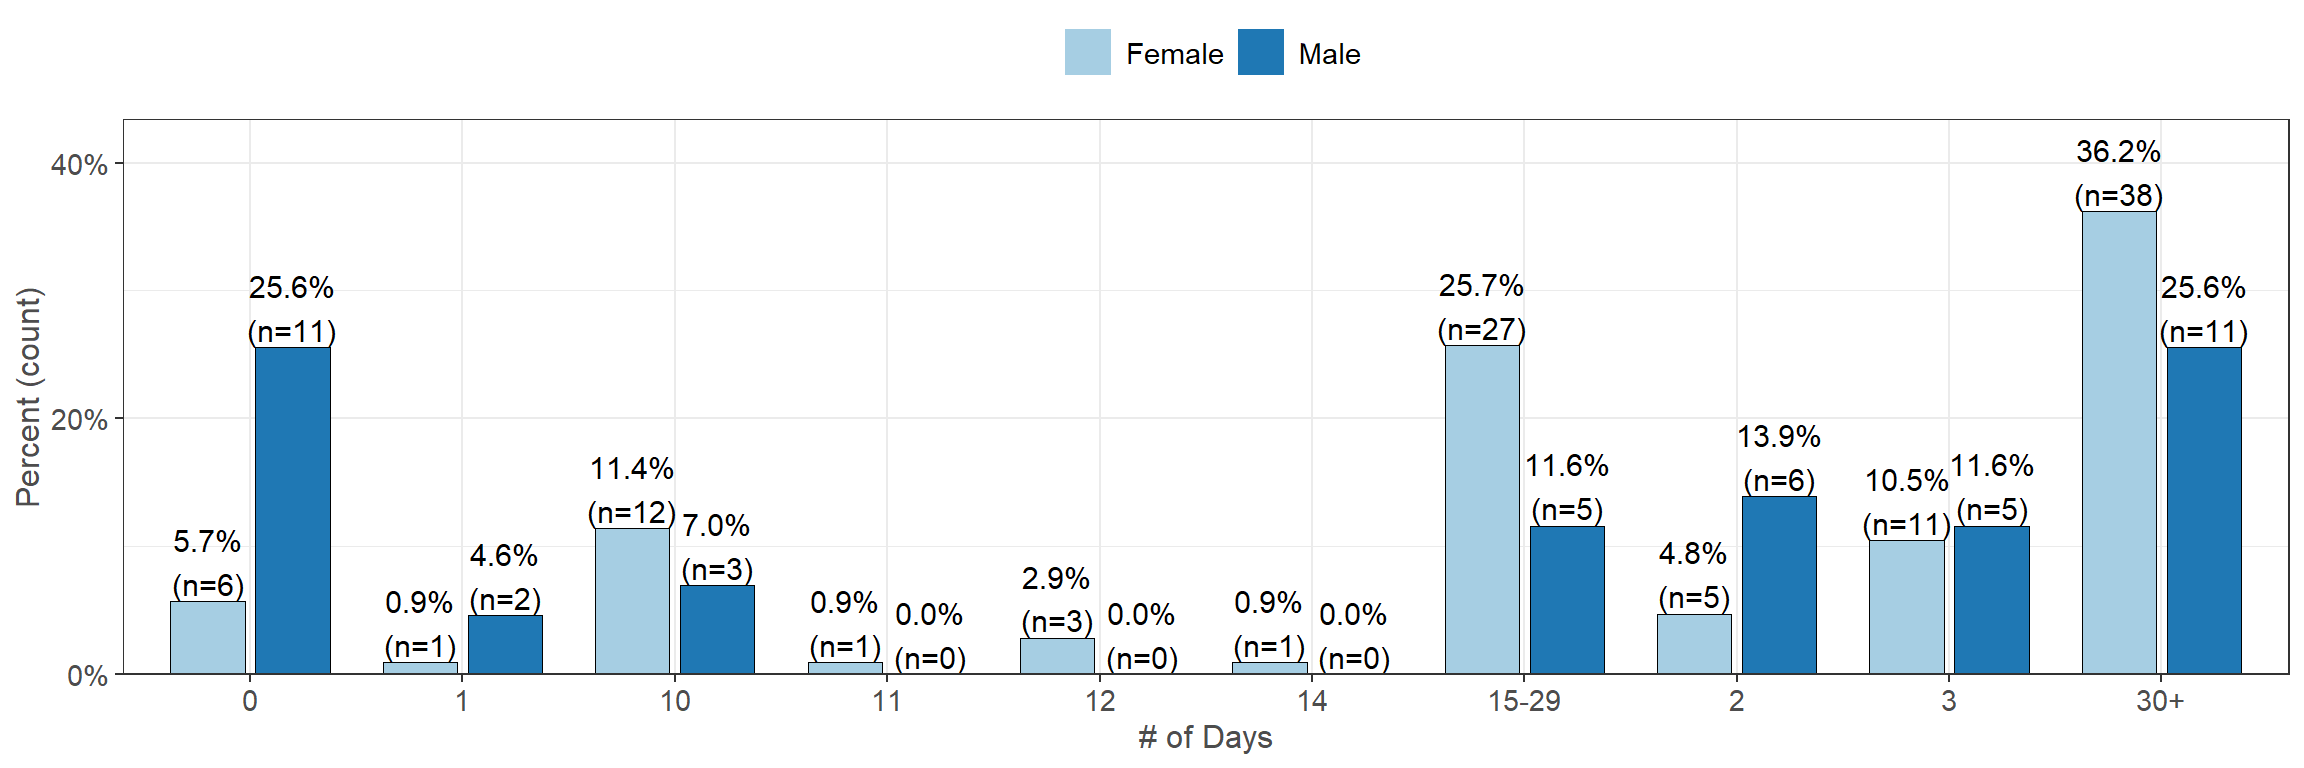 Female Male
Percent (count)
40%
20%
0%
5.7%
(n=6)
25.6%
(n=11)
0.9%
(n=1)
4.6%
(n=2)
11.4%
(n=12)
7.0%
(n=3)
0.9%
(n=1)
0.0%
(n=0)
2.9%
(n=3)
0.0%
(n=0)
0.9%
(n=1)
0.0%
(n=0)
25.7%
(n=27)
11.6%
(n=5)
4.8%
(n=5)
13.9%
(n=6)
10.5%
(n=11)
11.6%
(n=5)
36.2%
(n=38)
25.6%
(n=11)
0 1 10 11 12 14 15-29 2 3 30+
# of Days